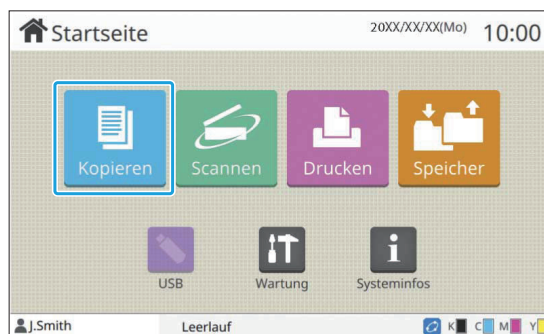 Startseite 20XX/XX/XX(Mo) 10:00
Kopieren Scannen Drucken Speicher
USB Wartung Systeminfos
J.Smith Leerlauf K C M Y